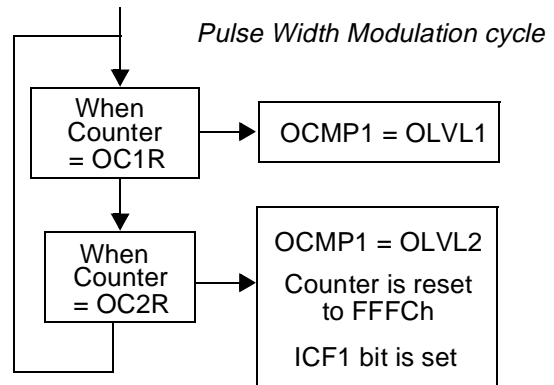 Pulse Width Modulation cycle
When
Counter
= OC1R
OCMP1 = OLVL1
When
Counter
= OC2R
OCMP1 = OLVL2
Counter is reset
to FFFCh
ICF1 bit is set